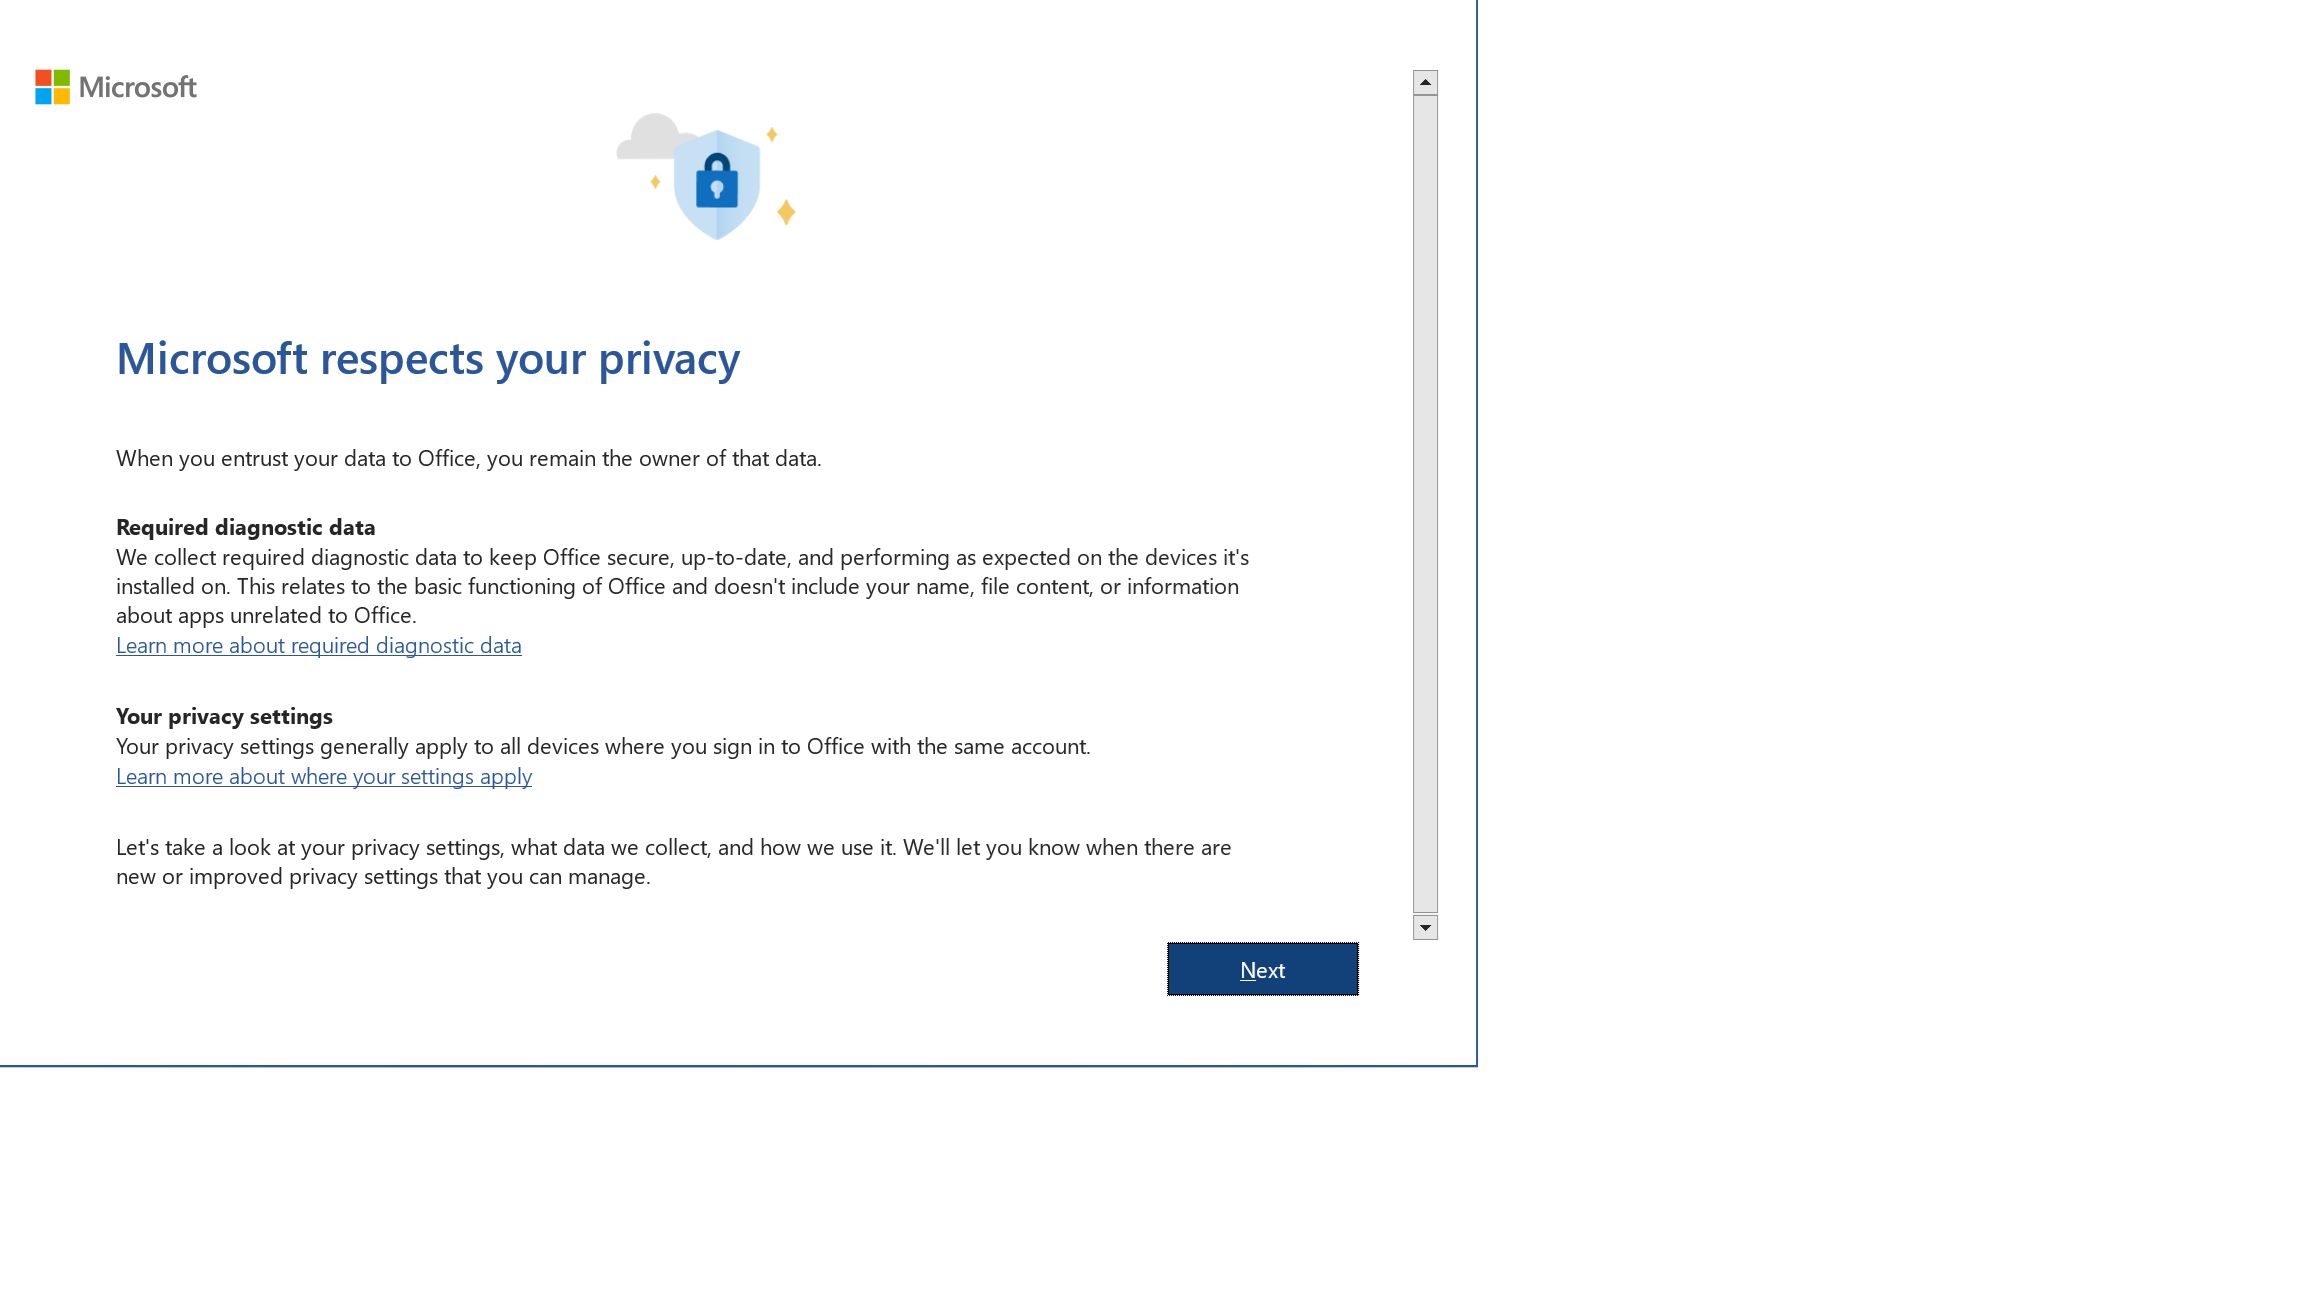 Microsoft
Microsoft respects your privacy
When you entrust your data to Office, you remain the owner of that data.
Required diagnostic data
We collect required diagnostic data to keep Office secure, up-to-date, and performing as expected on the devices it's
installed on. This relates to the basic functioning of Office and doesn't include your name, file content, or information
about apps unrelated to Office.
Learn more about required diagnostic data
Your privacy settings
Your privacy settings generally apply to all devices where you sign in to Office with the same account.
Learn more about where your settings apply
Let's take a look at your privacy settings, what data we collect, and how we use it. We'll let you know when there are
new or improved privacy settings that you can manage.
Next